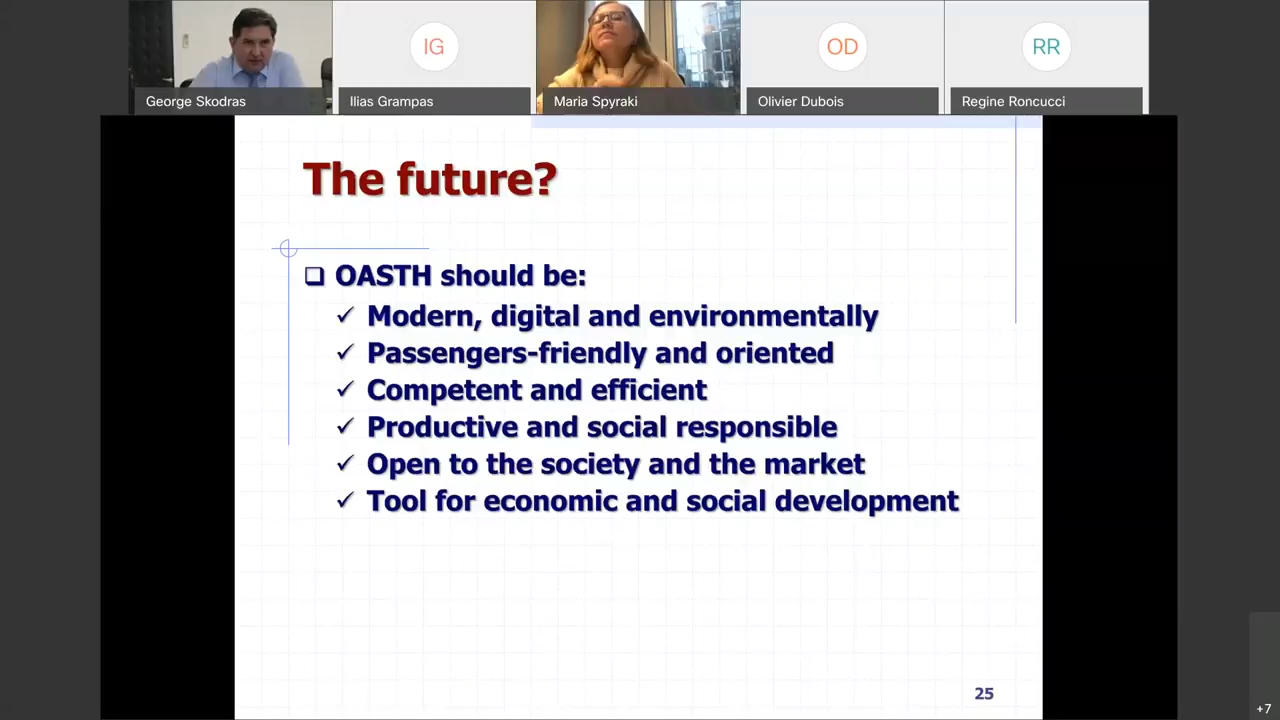 IG
OD
RR
George Skodras
Ilias Grampas
Maria Spyraki
Olivier Dubois
Regine Roncucci
The future?
OASTH should be:
Modern, digital and environmentally
Passengers-friendly and oriented
Competent and efficient
Productive and social responsible
Open to the society and the market
Tool for economic and social development
25
+7